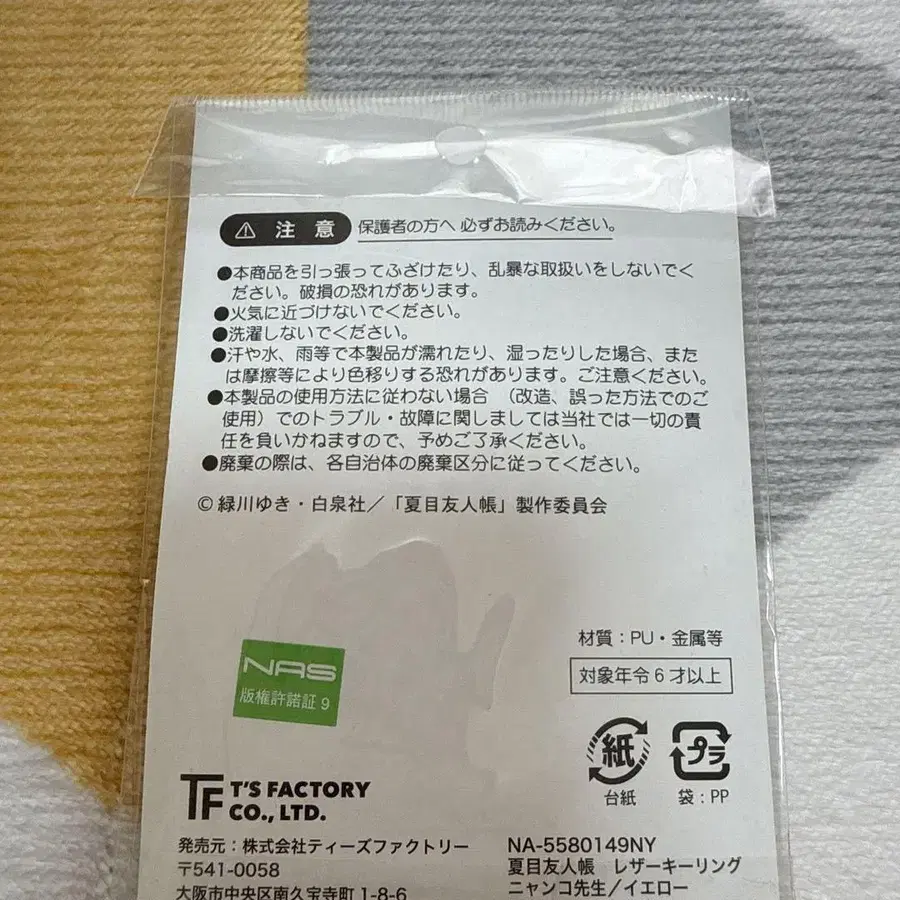 ⚠ 注意 保護者の方へ 必ずお読みください。
●本商品を引っ張ってふざけたり、乱暴な取扱いをしないでく
ださい。破損の恐れがあります。
●火気に近づけないでください。
●洗濯しないでください。
●汗や水、雨等で本製品が濡れたり、湿ったりした場合、また
は摩擦等により色移りする恐れがあります。ご注意ください。
●本製品の使用方法に従わない場合 (改造、誤った方法でのご
使用) でのトラブル・故障に関しましては当社では一切の責
任を負いかねますので、予めご了承ください。
●廃棄の際は、各自治体の廃棄区分に従ってください。
© 緑川ゆき・白泉社/「夏目友人帳」製作委員会
材質:PU・金属等
対象年令6才以上
NAS
版権許諾証 9
紙
台紙
プラ
袋:PP
TF T'S FACTORY
CO., LTD.
発売元:株式会社ティーズファクトリー
〒541-0058
大阪市中央区南久宝寺町 1-8-6
NA-5580149NY
夏目友人帳 レザーキーリング
ニャンコ先生/イエロー